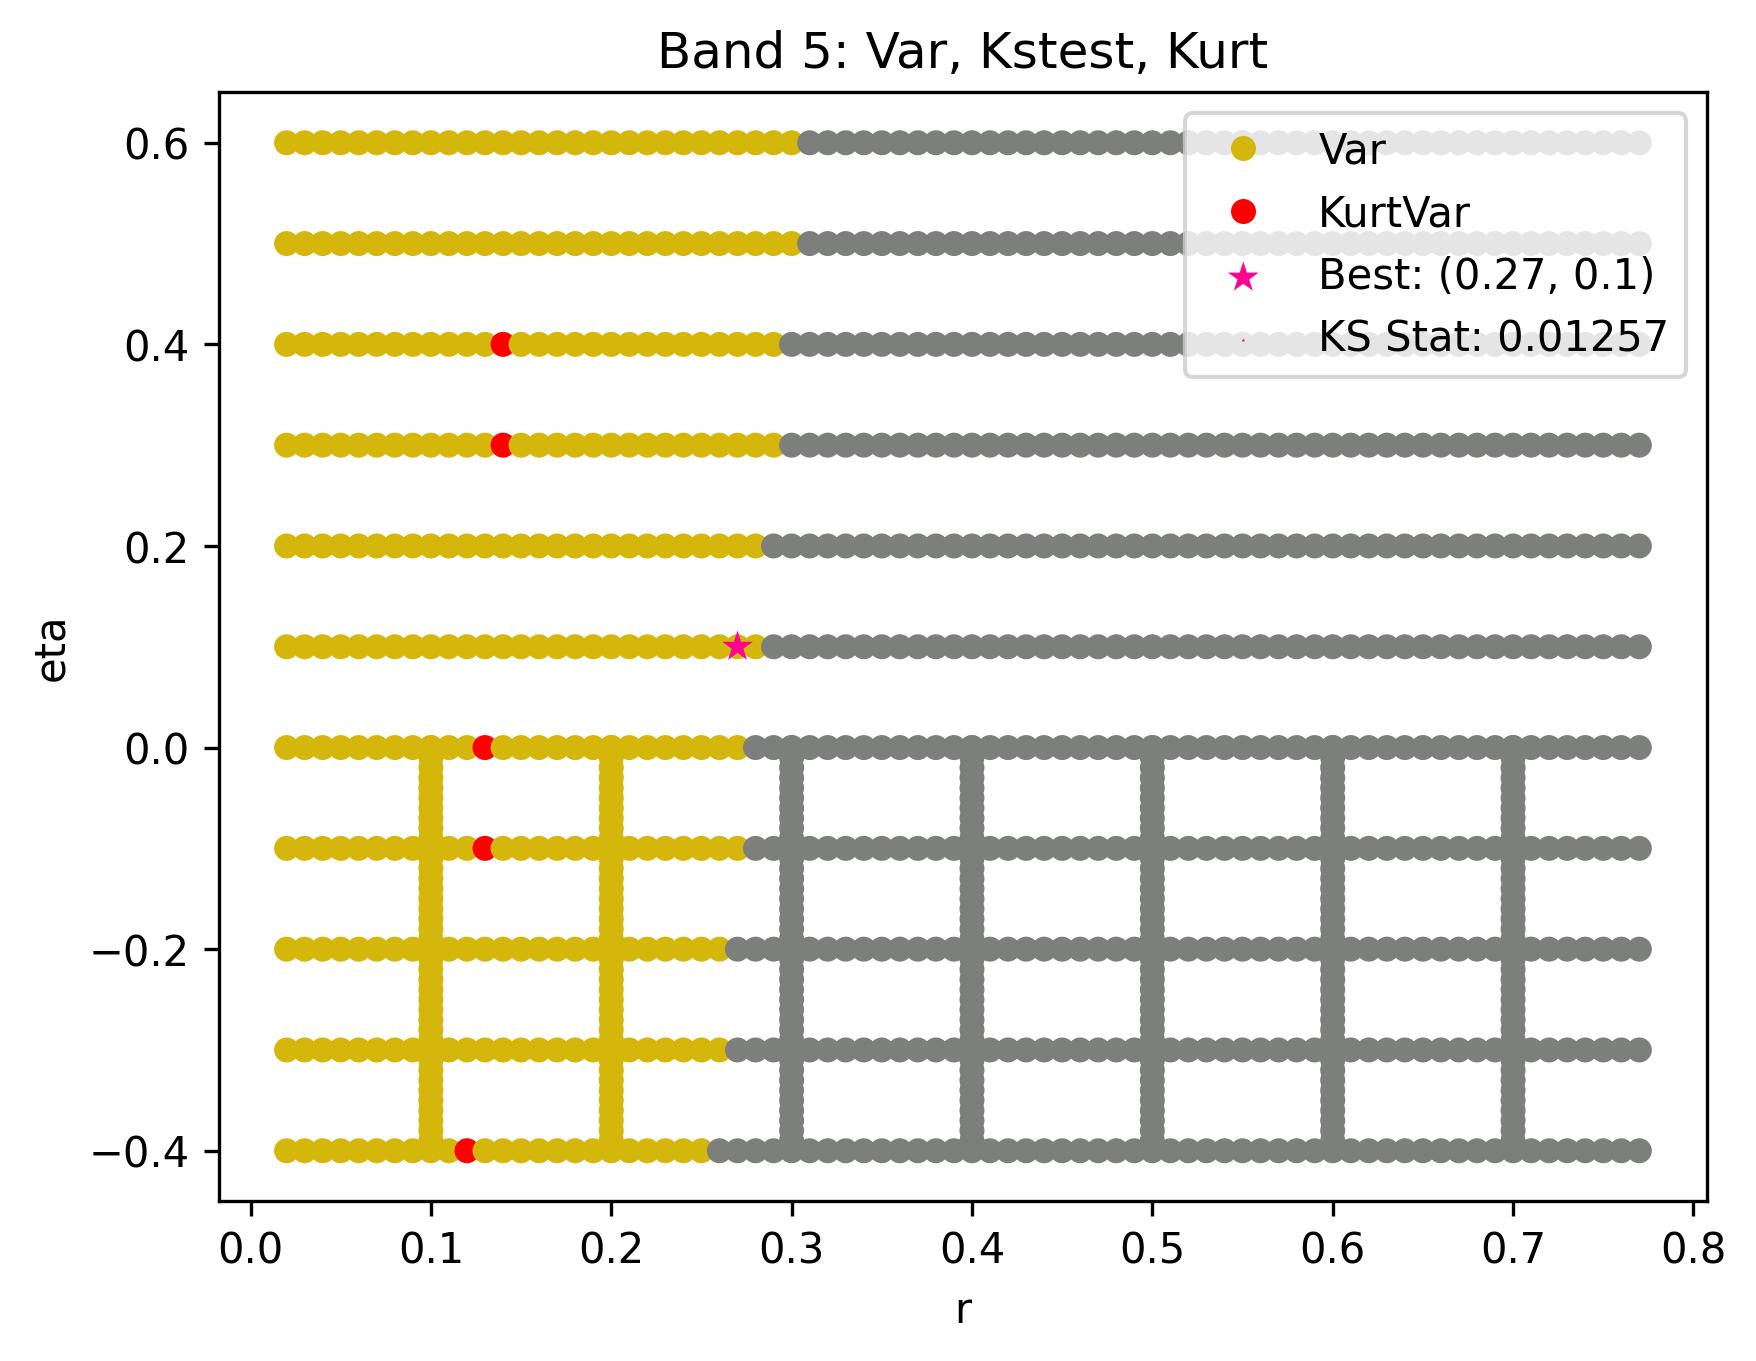 Band 5: Var, Kstest, Kurt
Var
KurtVar
Best: (0.27, 0.1)
KS Stat: 0.01257
0.6
0.4
0.2
0.0
−0.2
−0.4
eta
0.0 0.1 0.2 0.3 0.4 0.5 0.6 0.7 0.8
r